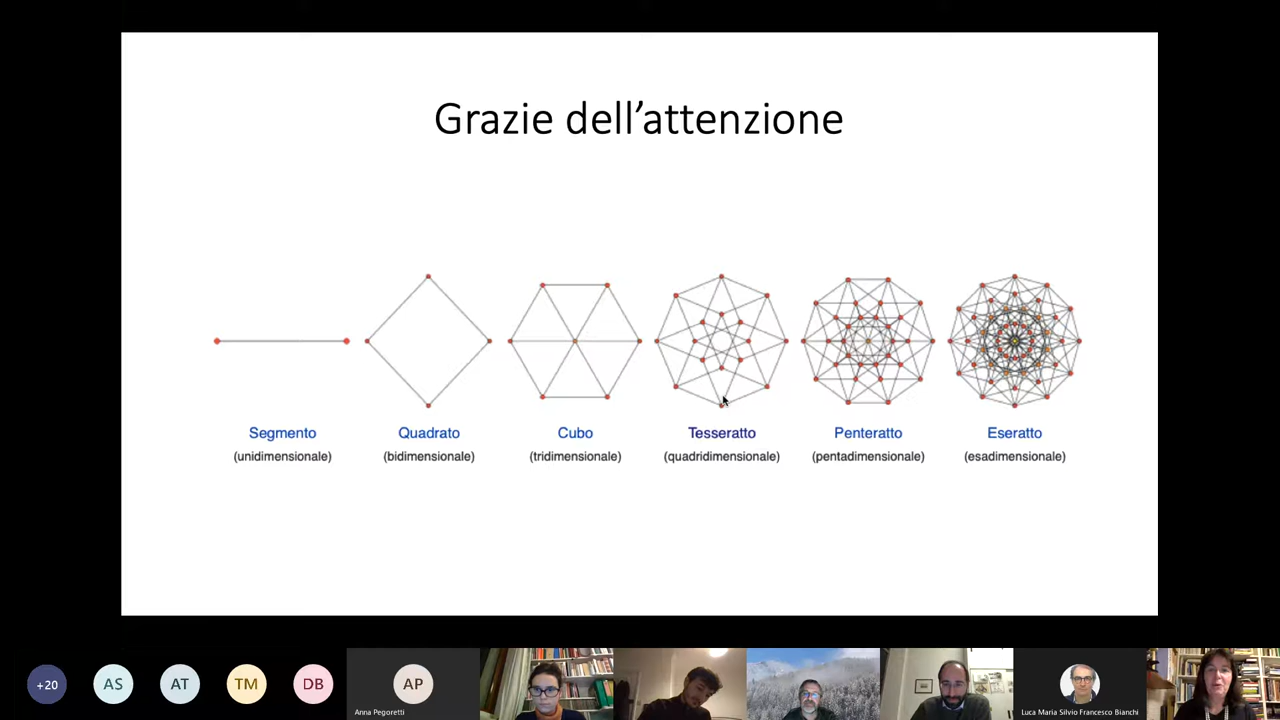 Grazie dell’attenzione
Segmento
(unidimensionale)
Quadrato
(bidimensionale)
Cubo
(tridimensionale)
Tesseratto
(quadridimensionale)
Penteratto
(pentadimensionale)
Eseratto
(esadimensionale)
+20
AS
AT
TM
DB
AP
Anna Pegoretti
Luca Maria Silvio Francesco Bianchi